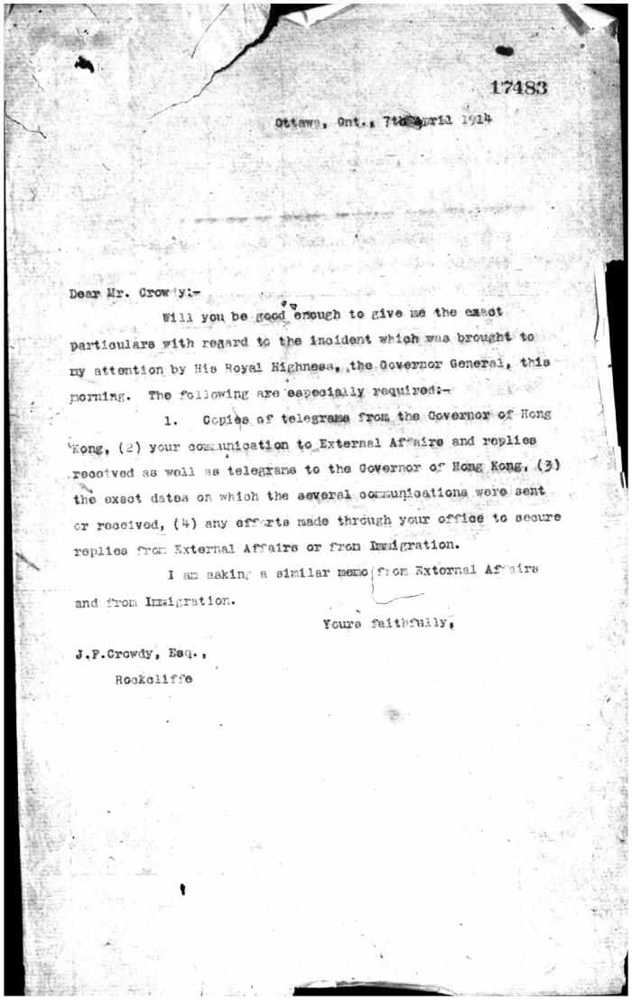 17483
Ottawa, Ont., 7th April 1914
Dear Mr. Crowdy:-
Will you be good enough to give me the exact
particulars with regard to the incident which was brought to
my attention by His Royal Highness, the Governor General, this
morning. The following are especially required:-
1. Copies of telegrams from the Governor of Hong
Kong, (2) your communication to External Affairs and replies
received as well as telegrams to the Governor of Hong Kong, (3)
the exact dates on which the several communications were sent
or received, (4) any efforts made through your office to secure
replies from External Affairs or from Immigration.
I am asking a similar memo from External Affairs
and from Immigration.
Yours faithfully,
J.F.Crowdy, Esq.,
Rockcliffe